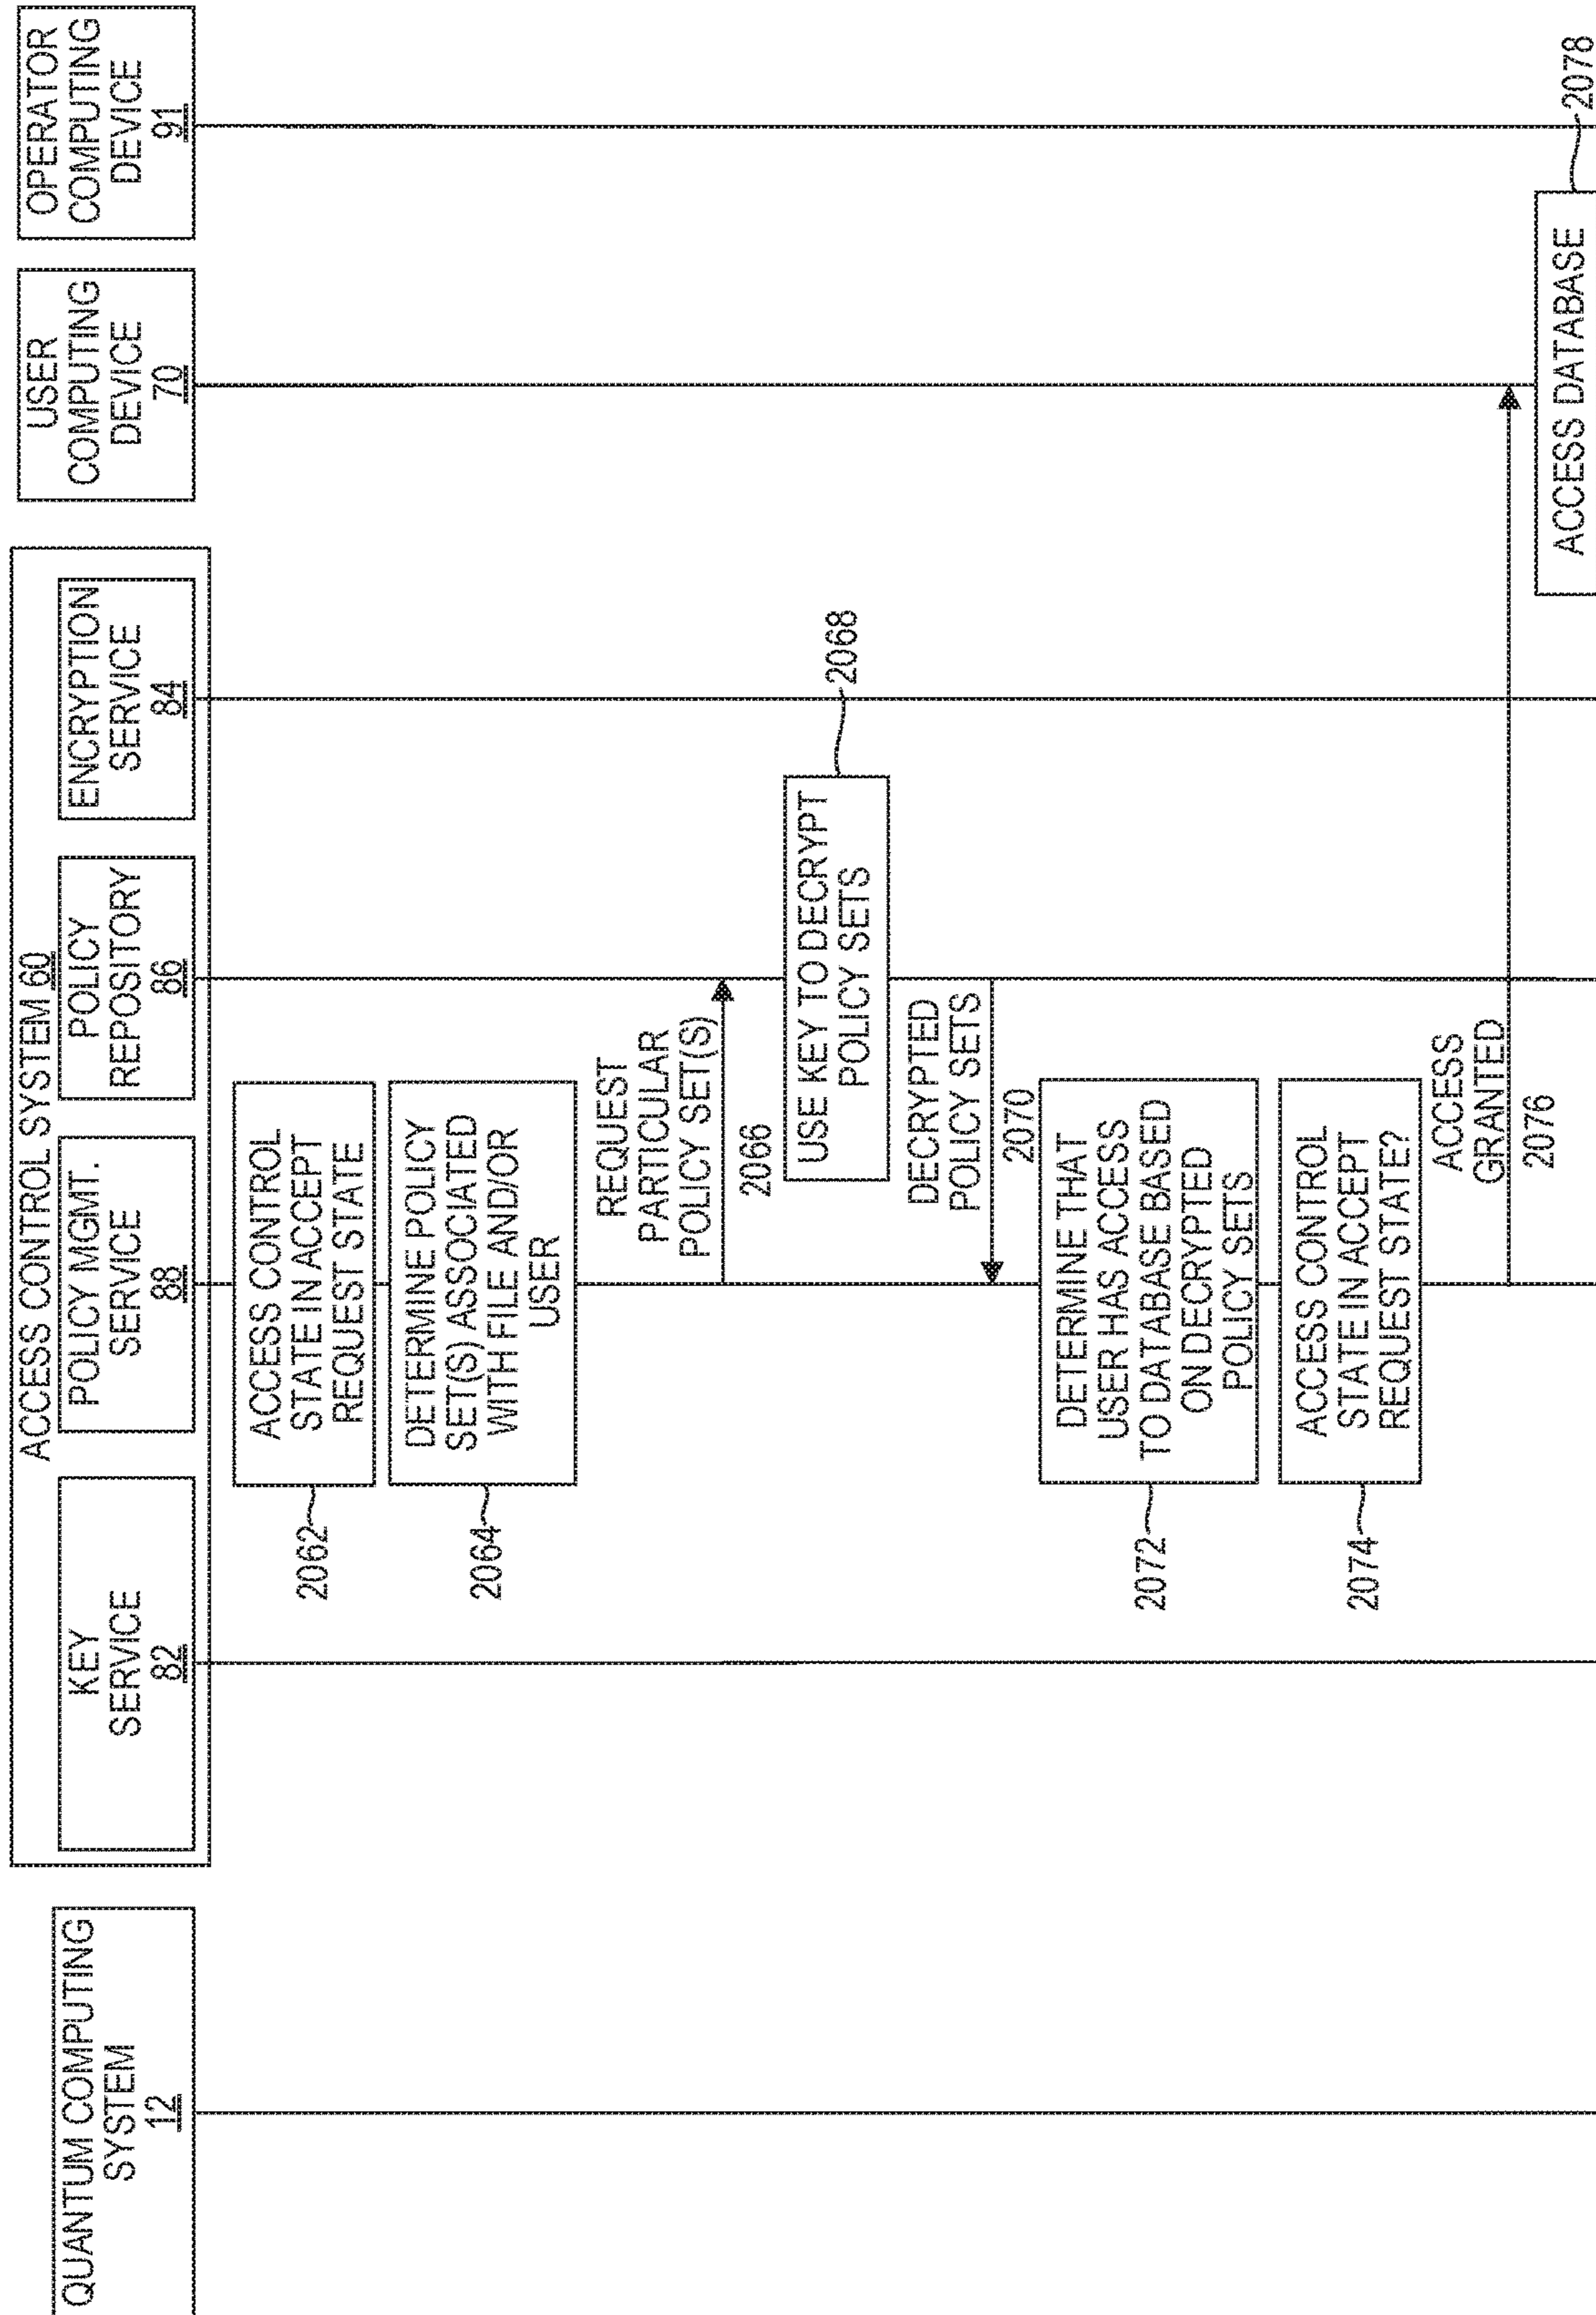 QUANTUM COMPUTING
SYSTEM
12
ACCESS CONTROL SYSTEM 60
KEY
SERVICE
82
POLICY MGMT.
SERVICE
88
POLICY
REPOSITORY
86
ENCRYPTION
SERVICE
84
USER
COMPUTING
DEVICE
70
OPERATOR
COMPUTING
DEVICE
91
2062
ACCESS CONTROL
STATE IN ACCEPT
REQUEST STATE
2064
DETERMINE POLICY
SET(S) ASSOCIATED
WITH FILE AND/OR
USER
REQUEST
PARTICULAR
POLICY SET(S)
2066
USE KEY TO DECRYPT
POLICY SETS
2068
DECRYPTED
POLICY SETS
2070
2072
DETERMINE THAT
USER HAS ACCESS
TO DATABASE BASED
ON DECRYPTED
POLICY SETS
2074
ACCESS CONTROL
STATE IN ACCEPT
REQUEST STATE?
ACCESS
GRANTED
2076
ACCESS DATABASE
2078